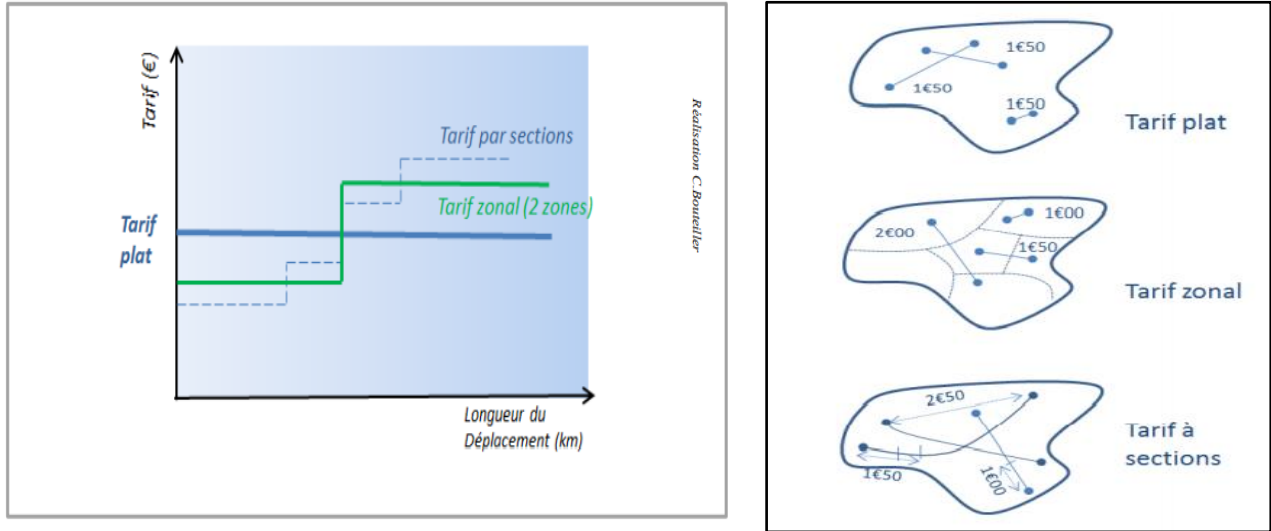 Tarif (€)
Tarif par sections
Tarif zonal (2 zones)
Tarif
plat
Longueur du
Déplacement (km)
Réalisation C.Bouteiller
1€50
1€50
1€50
Tarif plat
2€00
1€00
1€50
Tarif zonal
2€50
1€50
1€00
Tarif à
sections